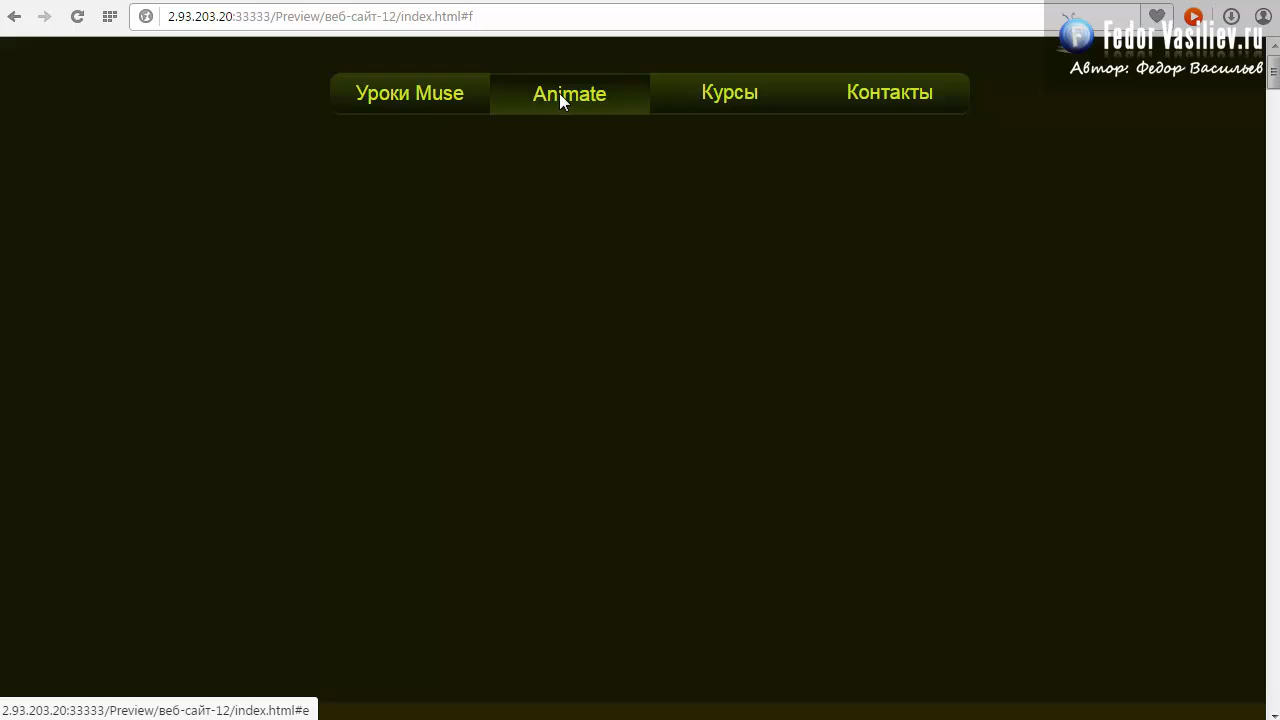 2.93.203.20:33333/Preview/веб-сайт-12/index.html#f
Fedor Vasiliev.ru
Автор: Федор Васильев
Уроки Muse
Animate
Курсы
Контакты
2.93.203.20:33333/Preview/веб-сайт-12/index.html#e